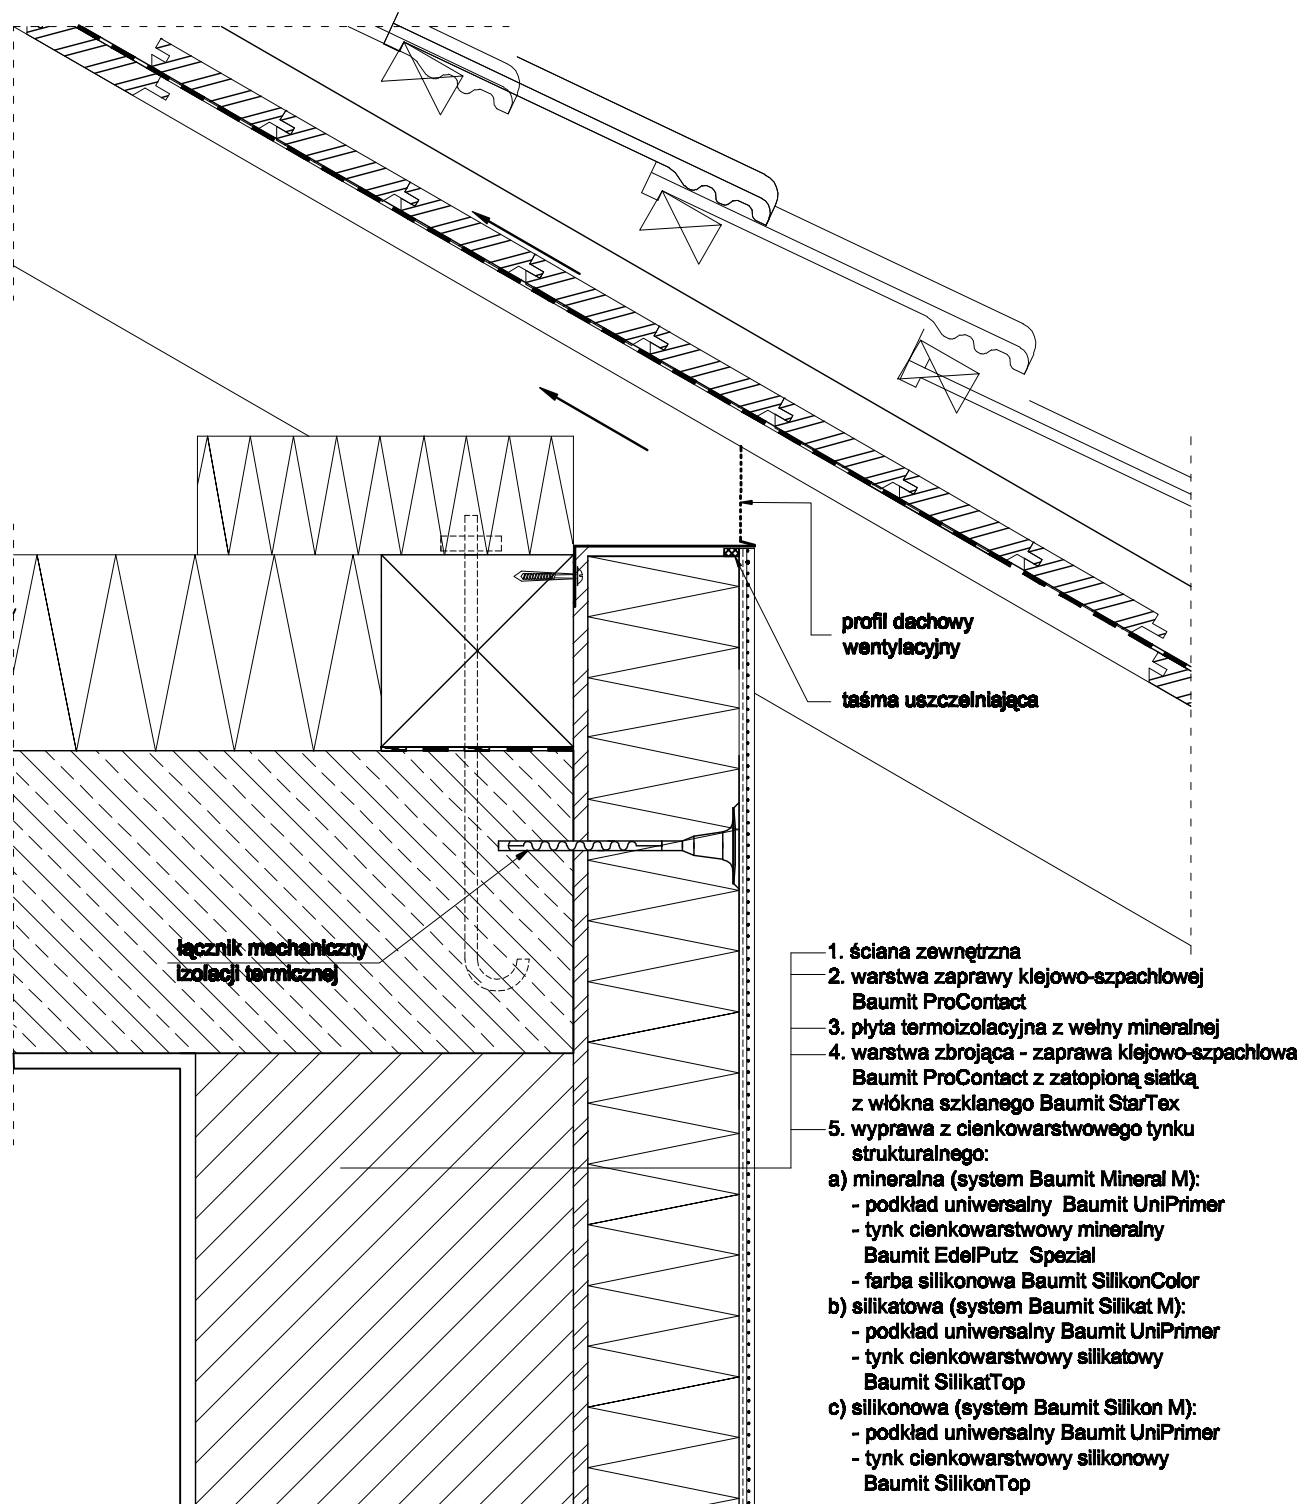 profil dachowy
wentylacyjny
taśma uszczelniająca
łącznik mechaniczny
izolacji termicznej
1. ściana zewnętrzna
2. warstwa zaprawy klejowo-szpachlowej
Baumit ProContact
3. płyta termoizolacyjna z wełny mineralnej
4. warstwa zbrojąca - zaprawa klejowo-szpachlowa
Baumit ProContact z zatopioną siatką
z włókna szklanego Baumit StarTex
5. wyprawa z cienkowarstwowego tynku
strukturalnego:
a) mineralna (system Baumit Mineral M):
- podkład uniwersalny Baumit UniPrimer
- tynk cienkowarstwowy mineralny
Baumit EdelPutz Spezial
- farba silikonowa Baumit SilikonColor
b) silikatowa (system Baumit Silikat M):
- podkład uniwersalny Baumit UniPrimer
- tynk cienkowarstwowy silikatowy
Baumit SilikatTop
c) silikonowa (system Baumit Silikon M):
- podkład uniwersalny Baumit UniPrimer
- tynk cienkowarstwowy silikonowy
Baumit SilikonTop